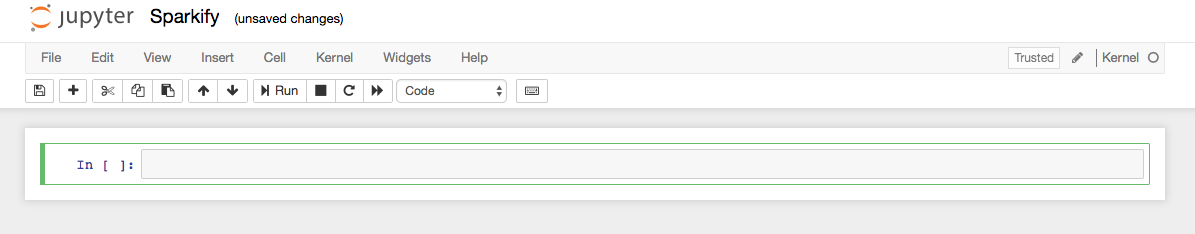 jupyter Sparkify (unsaved changes)
File Edit View Insert Cell Kernel Widgets Help Trusted Kernel
Run Code
In [ ]: